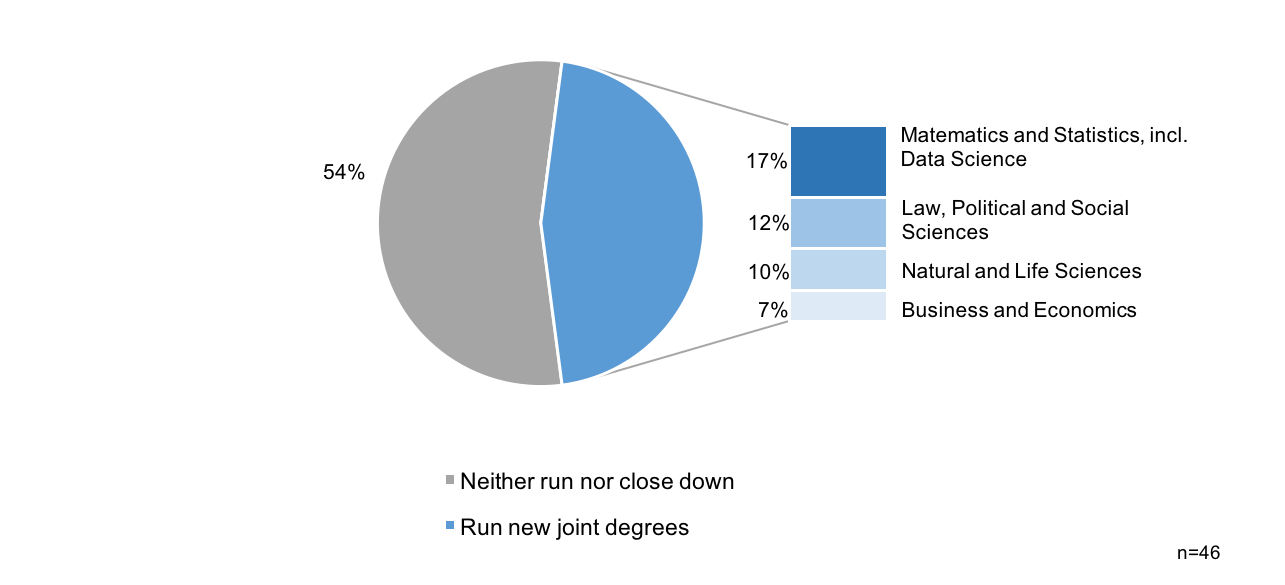 54%
17%
Matematics and Statistics, incl.
Data Science
12%
Law, Political and Social
Sciences
10%
Natural and Life Sciences
7%
Business and Economics
Neither run nor close down
Run new joint degrees
n=46